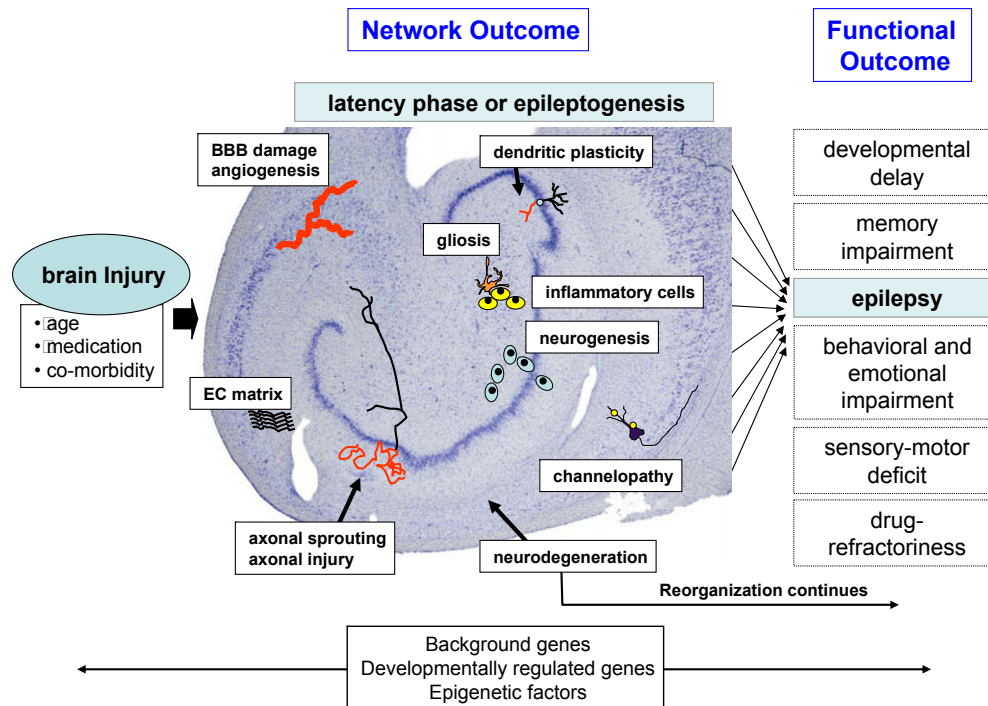 Network Outcome
Functional
Outcome
latency phase or epileptogenesis
BBB damage
angiogenesis
dendritic plasticity
gliosis
inflammatory cells
neurogenesis
brain Injury
• age
• medication
• co-morbidity
EC matrix
channelopathy
axonal sprouting
axonal injury
neurodegeneration
Reorganization continues
developmental
delay
memory
impairment
epilepsy
behavioral and
emotional
impairment
sensory-motor
deficit
drug-
refractoriness
Background genes
Developmentally regulated genes
Epigenetic factors